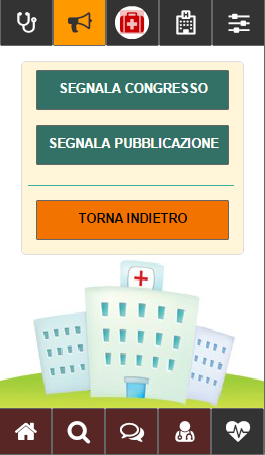 SEGNALA CONGRESSO
SEGNALA PUBBLICAZIONE
TORNA INDIETRO